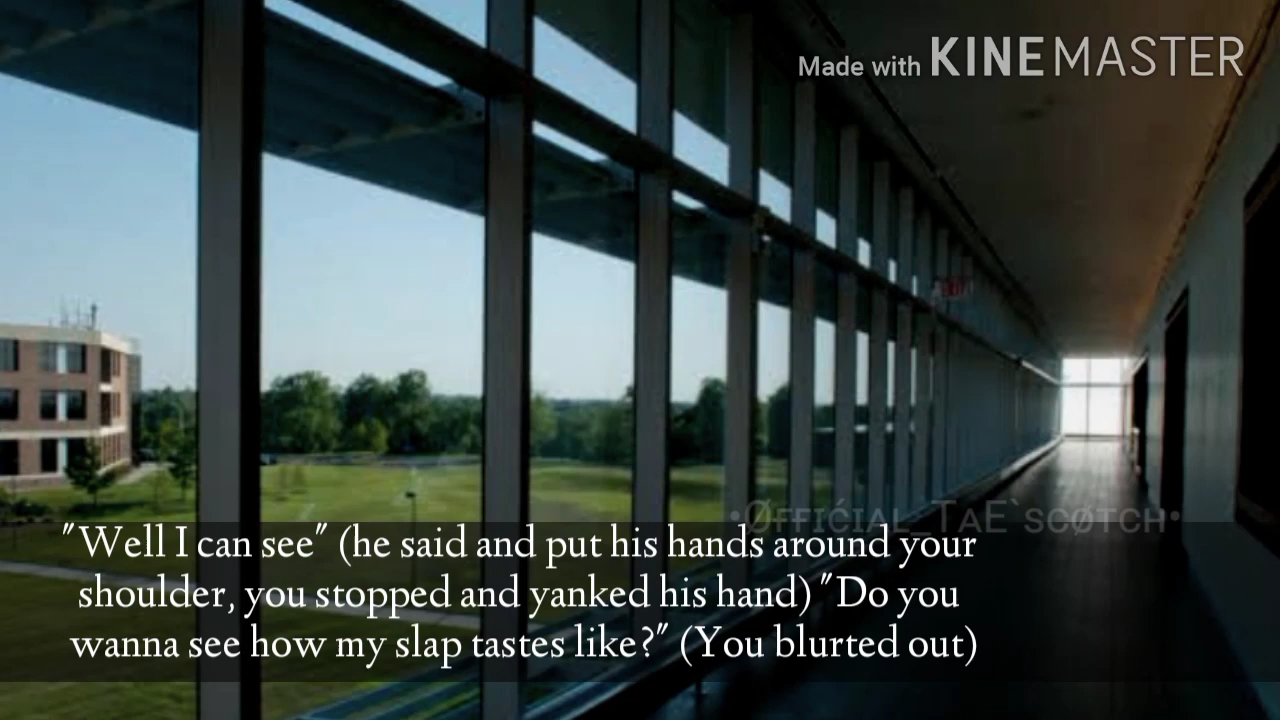 Made with KINEMASTER
•Øffićial_TaE`scøtch•
"Well I can see" (he said and put his hands around your
shoulder, you stopped and yanked his hand) "Do you
wanna see how my slap tastes like?" (You blurted out)